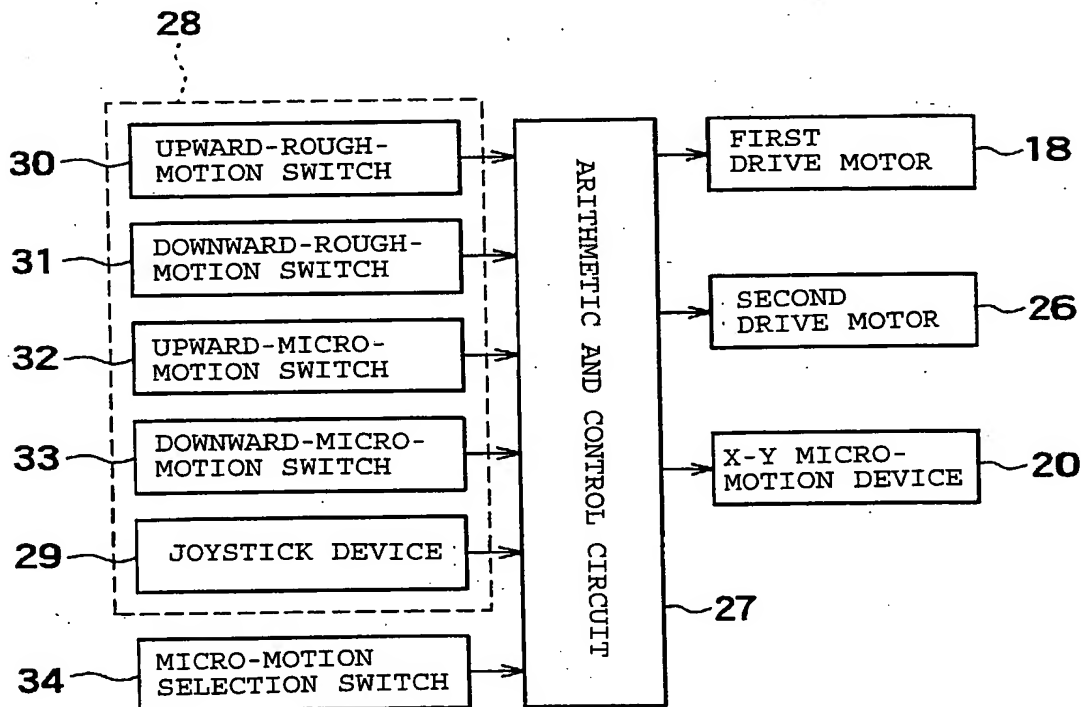 28
30
UPWARD-ROUGH-
MOTION SWITCH
31
DOWNWARD-ROUGH-
MOTION SWITCH
32
UPWARD-MICRO-
MOTION SWITCH
33
DOWNWARD-MICRO-
MOTION SWITCH
29
JOYSTICK DEVICE
34
MICRO-MOTION
SELECTION SWITCH
ARITHMETIC AND CONTROL CIRCUIT
27
FIRST
DRIVE MOTOR
18
SECOND
DRIVE MOTOR
26
X-Y MICRO-
MOTION DEVICE
20